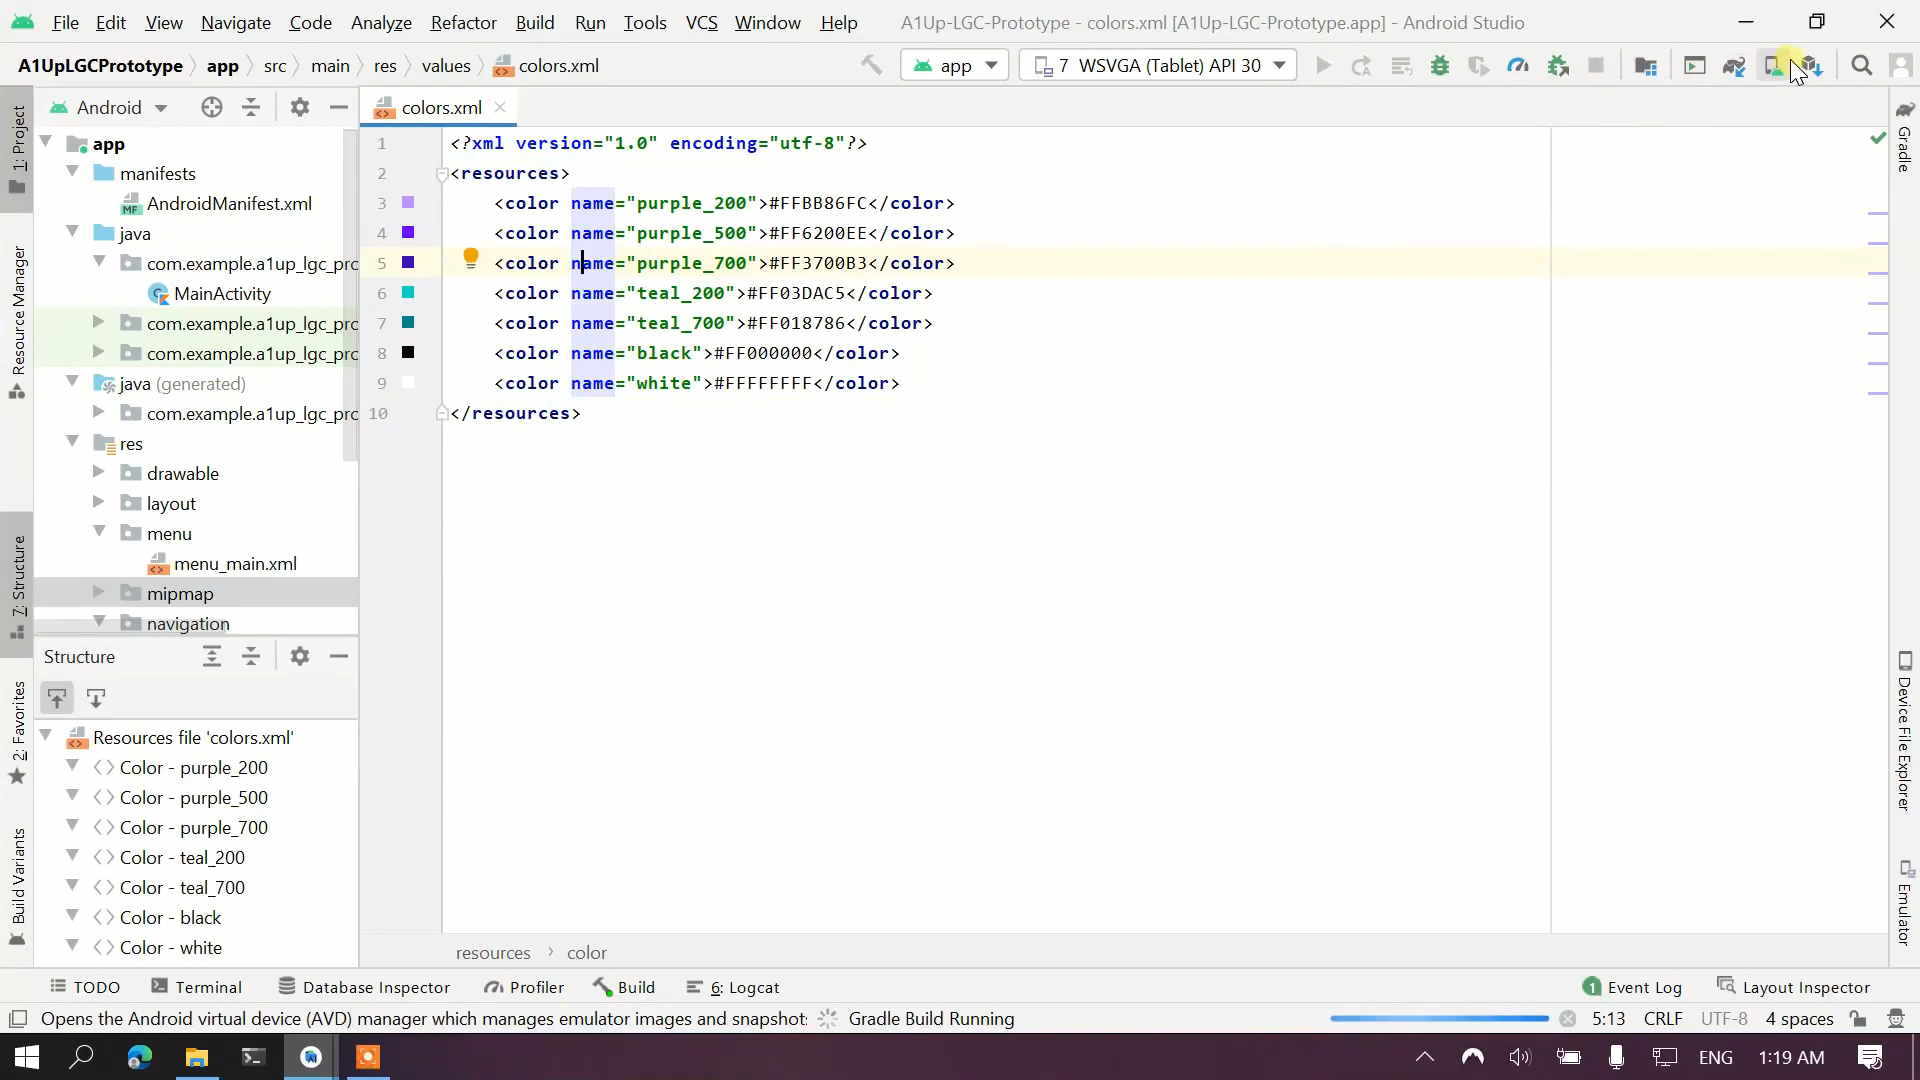 File Edit View Navigate Code Analyze Refactor Build Run Tools VCS Window Help A1Up-LGC-Prototype - colors.xml [A1Up-LGC-Prototype.app] - Android Studio
A1UpLGCPrototype app src main res values colors.xml app 7 WSVGA (Tablet) API 30
1: Project
Resource Manager
7: Structure
2: Favorites
Build Variants
Android
app
manifests
AndroidManifest.xml
java
com.example.a1up_lgc_pro
MainActivity
com.example.a1up_lgc_pro
com.example.a1up_lgc_pro
java (generated)
com.example.a1up_lgc_pro
res
drawable
layout
menu
menu_main.xml
mipmap
navigation
Structure
Resources file 'colors.xml'
Color - purple_200
Color - purple_500
Color - purple_700
Color - teal_200
Color - teal_700
Color - black
Color - white
colors.xml
1 <?xml version="1.0" encoding="utf-8"?>
2 <resources>
3 <color name="purple_200">#FFBB86FC</color>
4 <color name="purple_500">#FF6200EE</color>
5 <color name="purple_700">#FF3700B3</color>
6 <color name="teal_200">#FF03DAC5</color>
7 <color name="teal_700">#FF018786</color>
8 <color name="black">#FF000000</color>
9 <color name="white">#FFFFFFFF</color>
10 </resources>
resources color
Gradle
Device File Explorer
Emulator
TODO Terminal Database Inspector Profiler Build 6: Logcat 1 Event Log Layout Inspector
Opens the Android virtual device (AVD) manager which manages emulator images and snapshots Gradle Build Running 5:13 CRLF UTF-8 4 spaces
ENG 1:19 AM